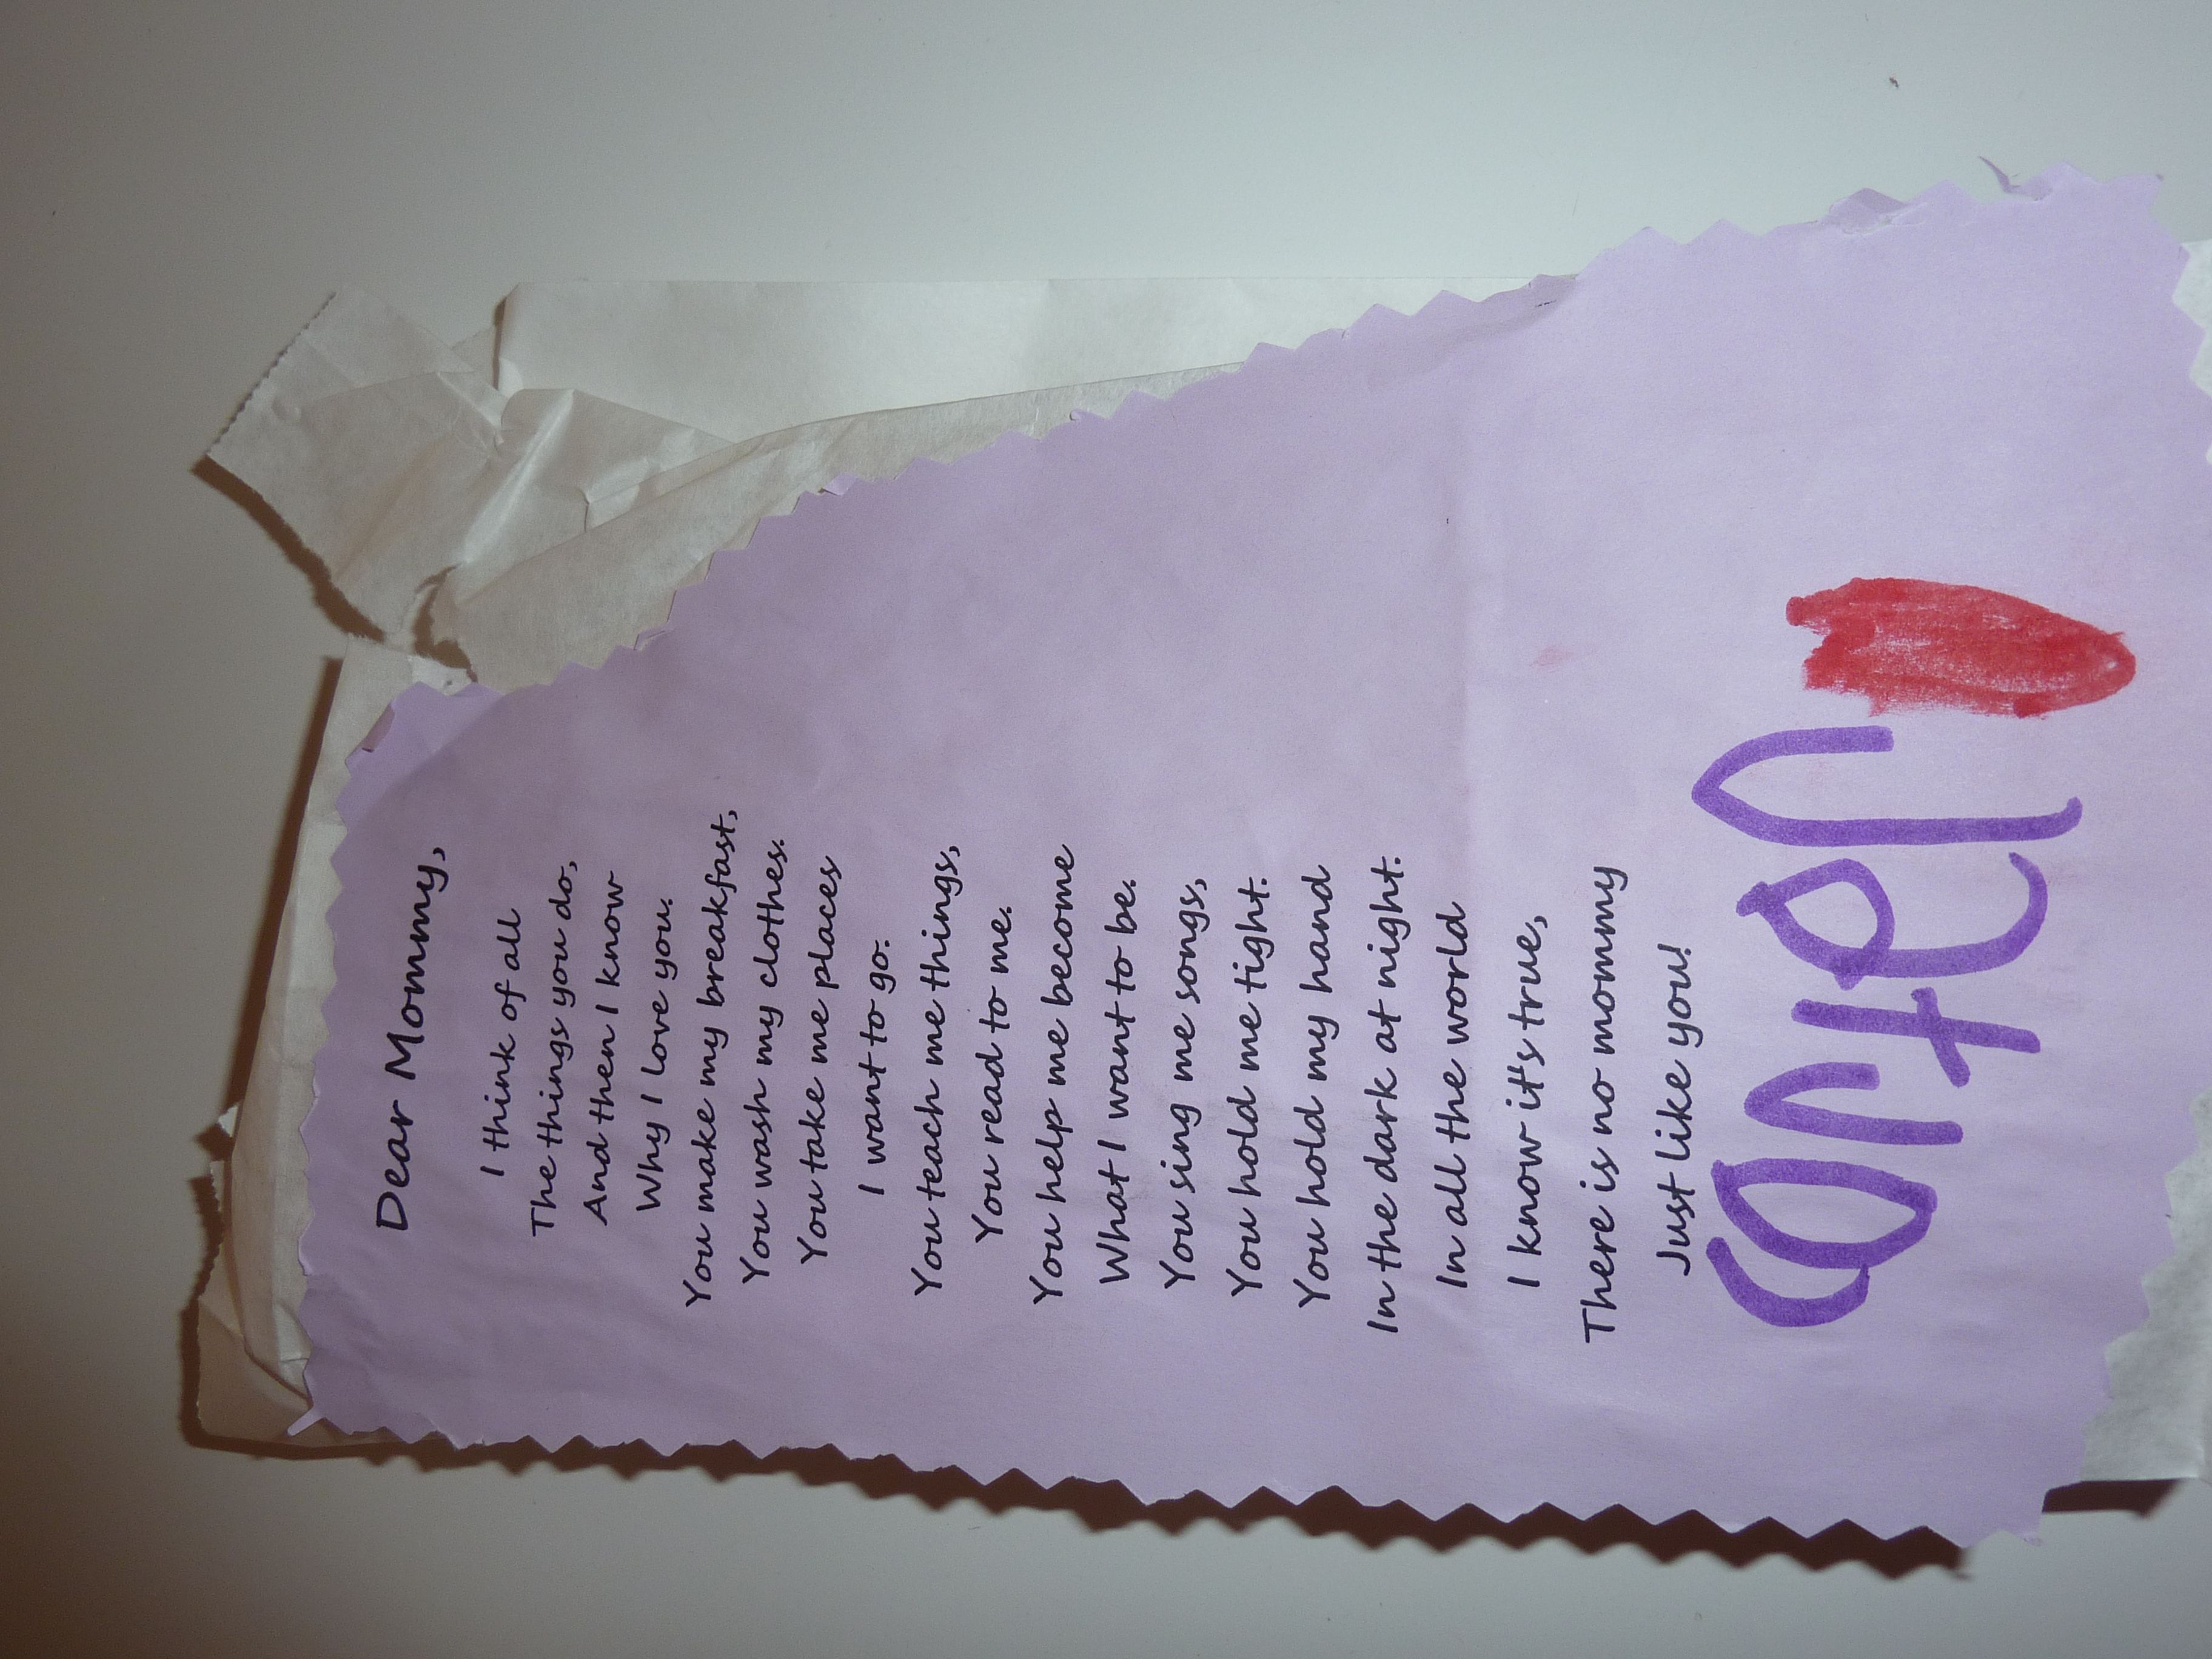 Dear Mommy,
I think of all
The things you do,
And then I know
Why I love you.
You make my breakfast,
You wash my clothes.
You take me places
I want to go.
You teach me things,
You read to me.
You help me become
What I want to be.
You sing me songs,
You hold me tight.
You hold my hand
In the dark at night.
In all the world
I know it's true,
There is no mommy
Just like you!
Carter